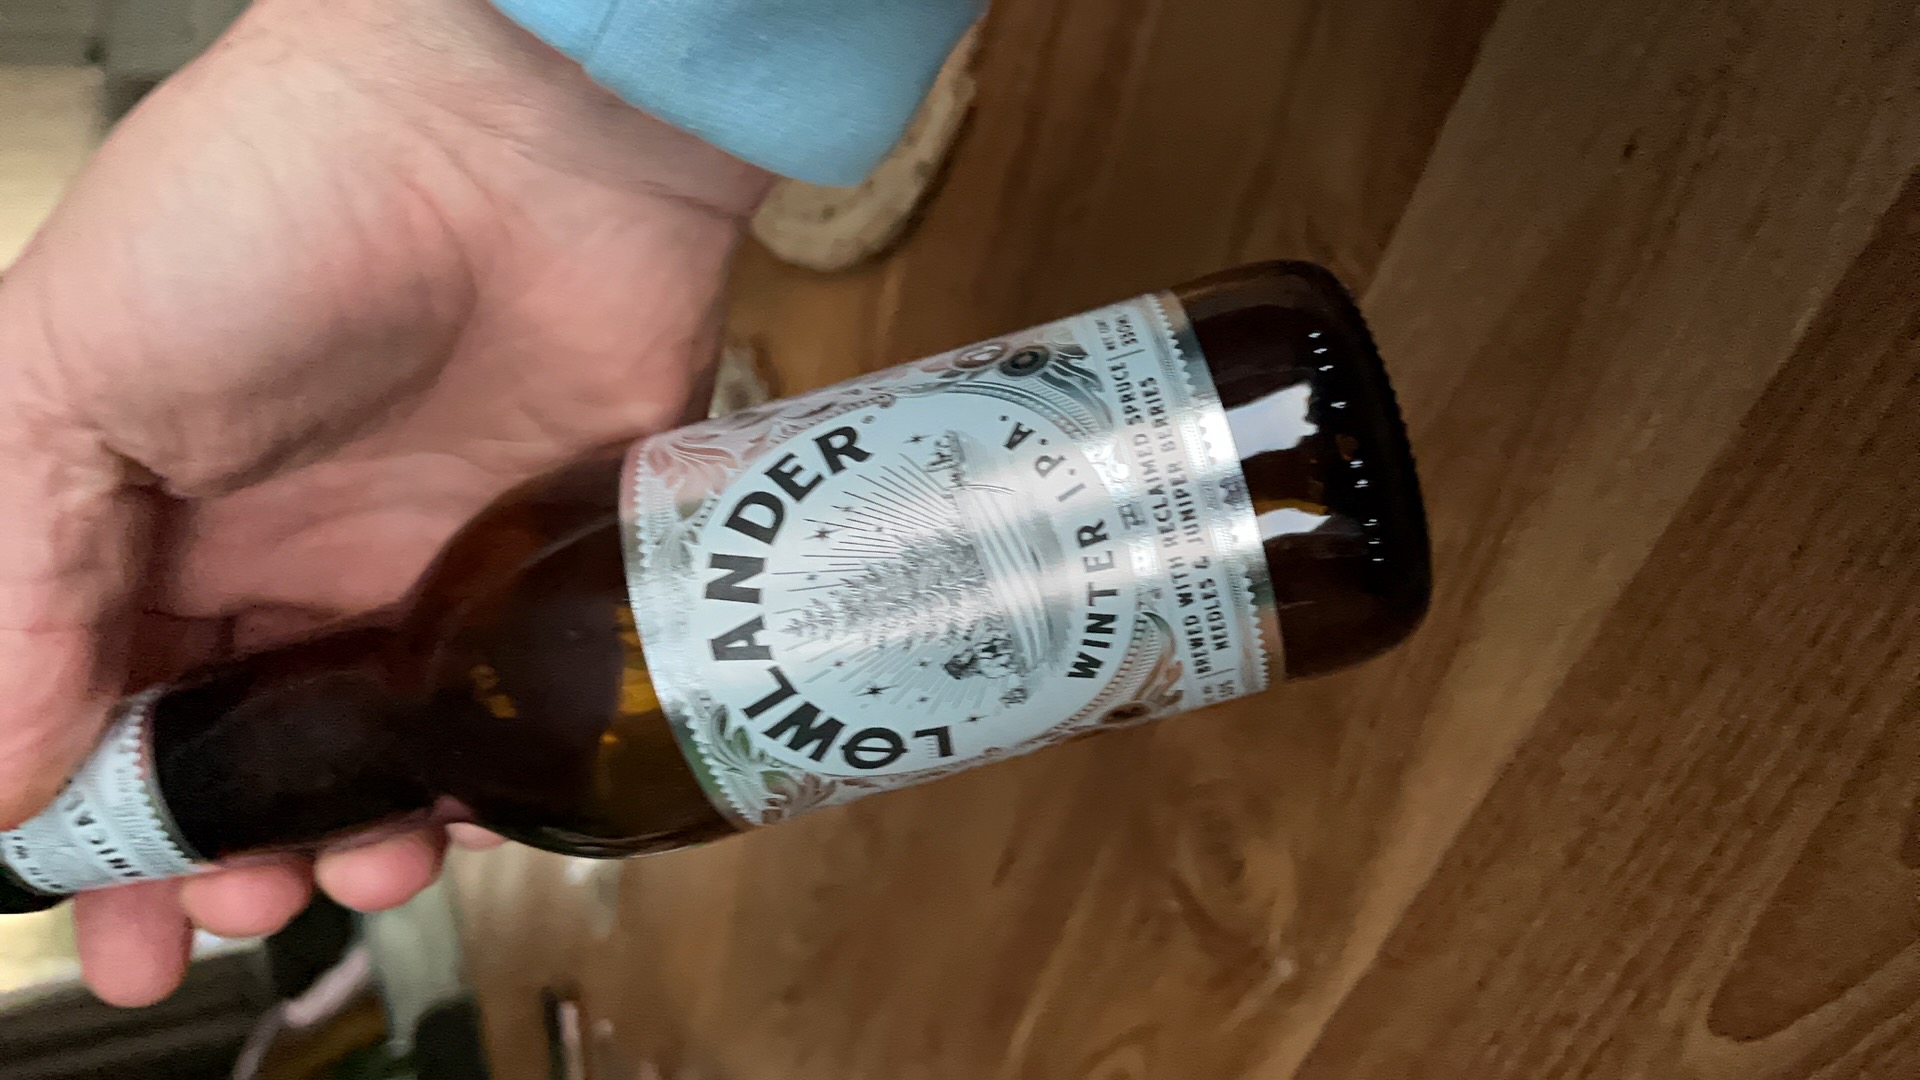 LOWLANDER®
WINTER I.P.A.
BREWED WITH RECLAIMED SPRUCE
NEEDLES & JUNIPER BERRIES